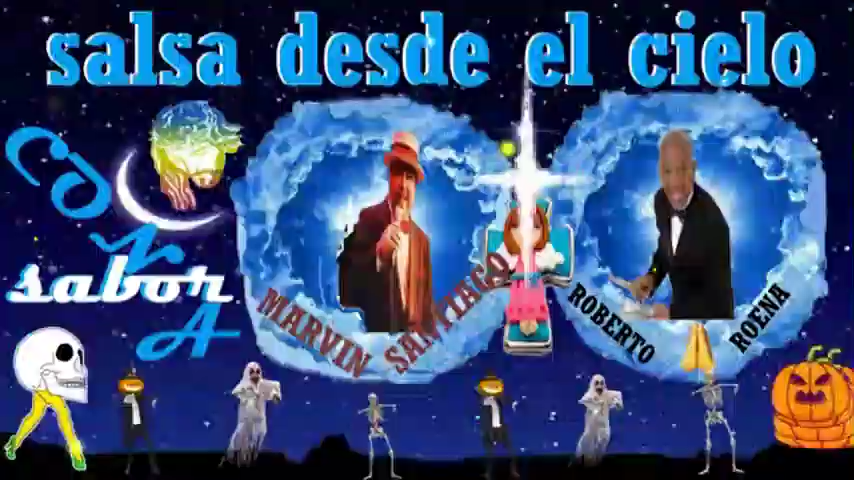 salsa desde el cielo
CON
sabor
A
MARVIN SANTIAGO
ROBERTO ROENA